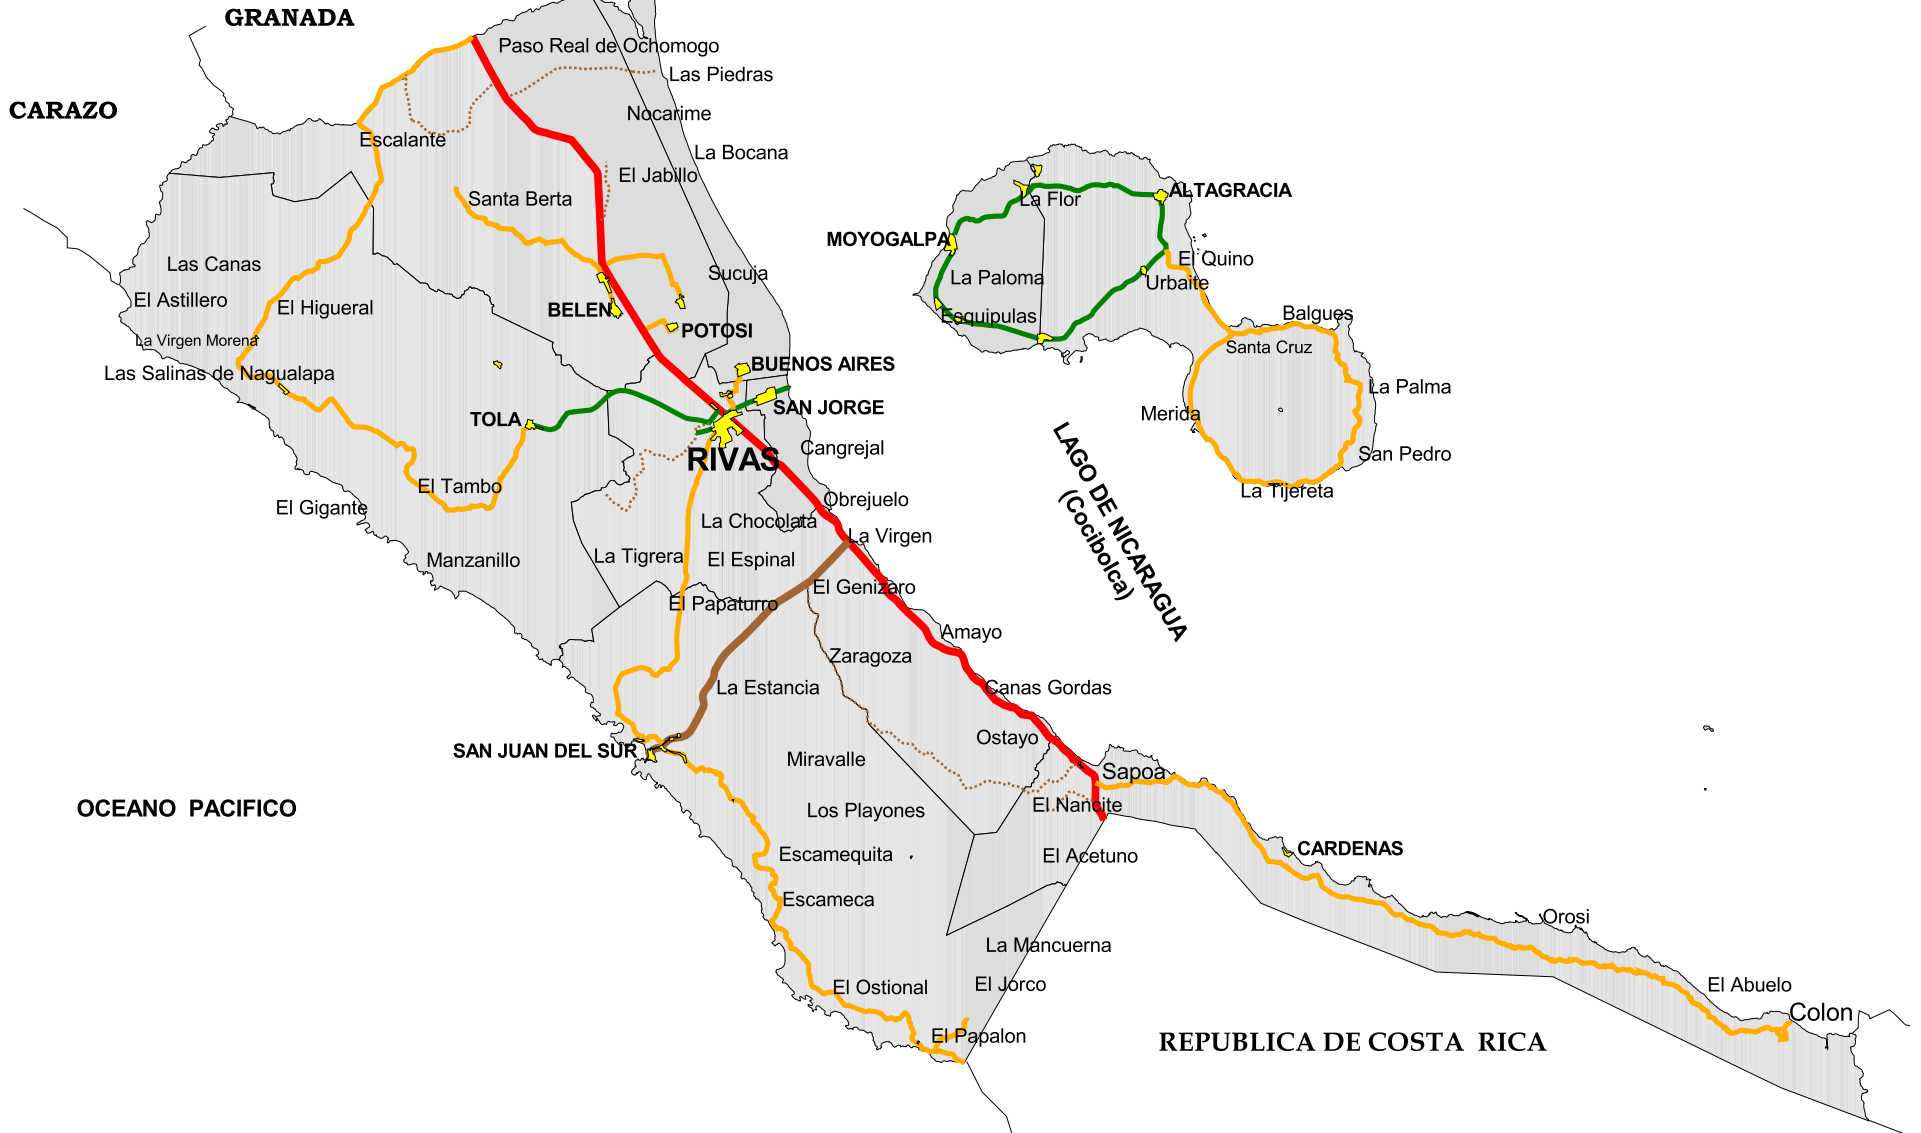 GRANADA
Paso Real de Ochomogo
Las Piedras
CARAZO
Nocarime
Escalante
La Bocana
El Jabillo
Santa Berta
La Flor
ALTAGRACIA
MOYOGALPA
El Quino
Las Canas
Sucuja
La Paloma
Urbaite
El Astillero
El Higueral
BELEN
Esquipulas
Balgues
POTOSI
La Virgen Morena
Santa Cruz
BUENOS AIRES
Las Salinas de Nagualapa
La Palma
SAN JORGE
Merida
TOLA
Cangrejal
RIVAS
San Pedro
El Tambo
La Tijereta
Obrejuelo
El Gigante
LAGO DE NICARAGUA
(Cocibolca)
La Chocolata
La Virgen
La Tigrera
El Espinal
Manzanillo
El Genizaro
El Papaturro
Amayo
Zaragoza
La Estancia
Canas Gordas
Ostayo
SAN JUAN DEL SUR
Miravalle
Sapoa
OCEANO PACIFICO
El Nancite
Los Playones
CARDENAS
Escamequita
El Acetuno
Escameca
Orosi
La Mancuerna
El Jorco
El Abuelo
El Ostional
Colon
El Papalon
REPUBLICA DE COSTA RICA